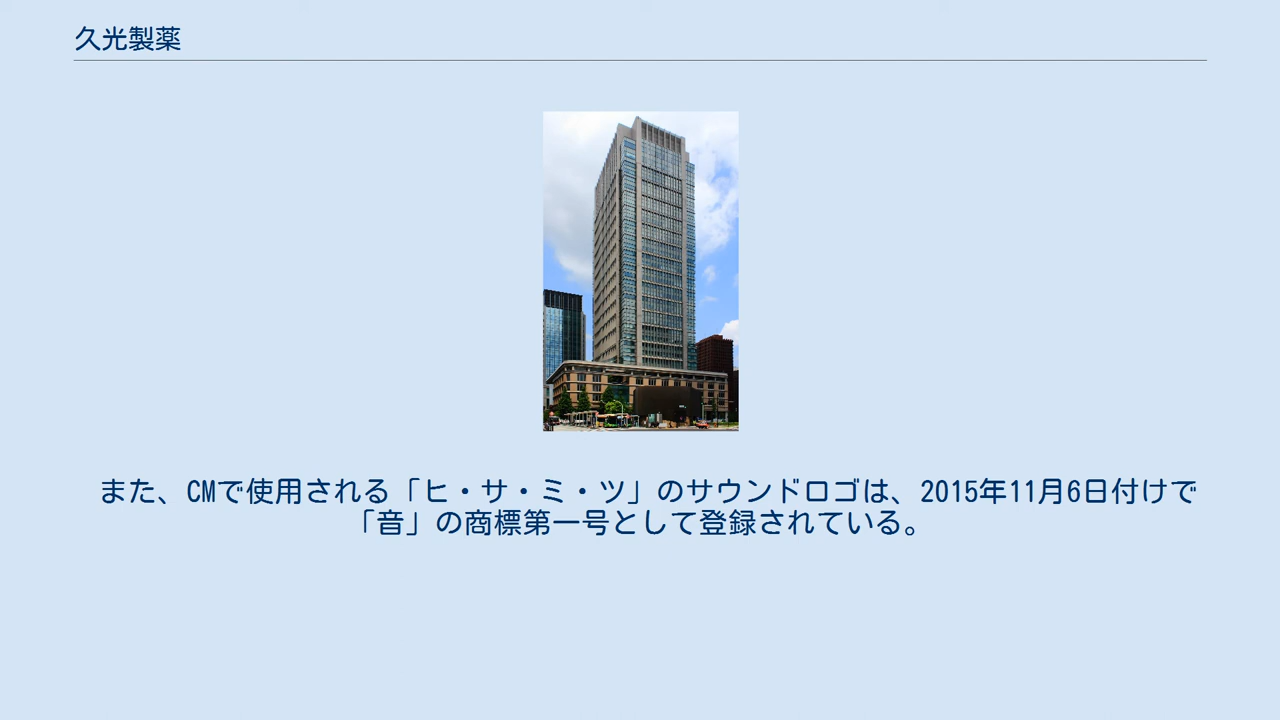 久光製薬
また、CMで使用される「ヒ・サ・ミ・ツ」のサウンドロゴは、2015年11月6日付けで
「音」の商標第一号として登録されている。